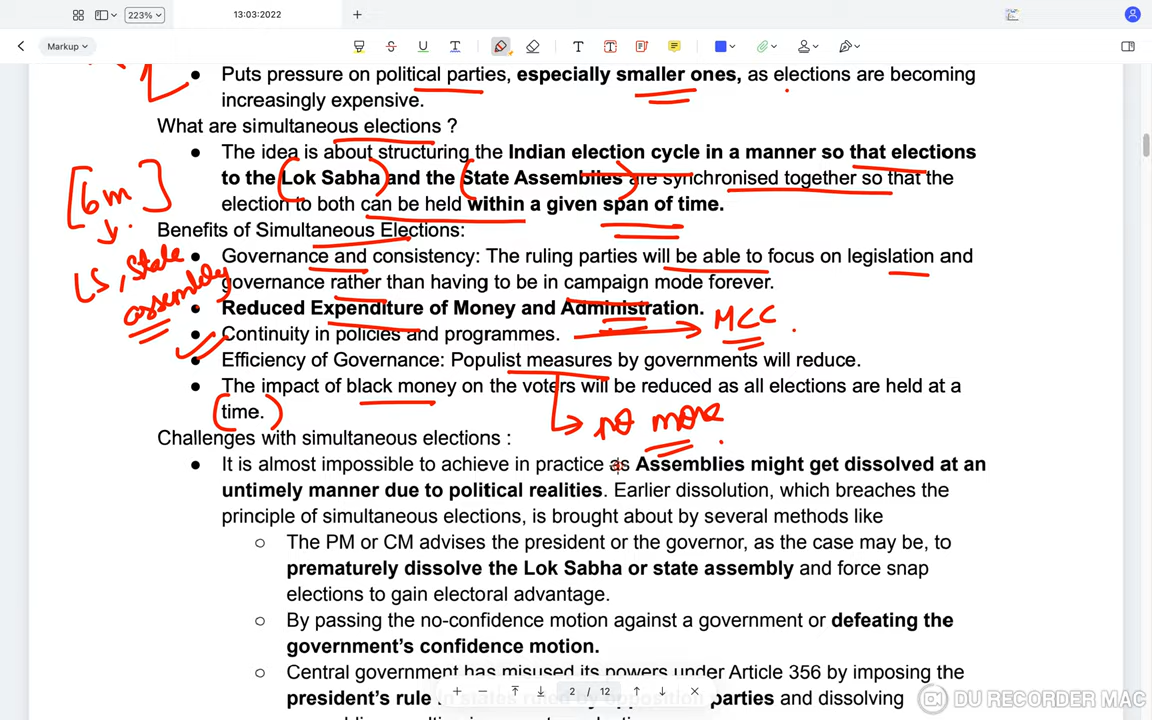 223%
13:03:2022
Markup
Puts pressure on political parties, especially smaller ones, as elections are becoming
increasingly expensive.
What are simultaneous elections ?
The idea is about structuring the Indian election cycle in a manner so that elections
to the Lok Sabha and the State Assemblies are synchronised together so that the
election to both can be held within a given span of time.
[6m]
Benefits of Simultaneous Elections:
LS, State
assembly
Governance and consistency: The ruling parties will be able to focus on legislation and
governance rather than having to be in campaign mode forever.
Reduced Expenditure of Money and Administration.
MCC
Continuity in policies and programmes.
Efficiency of Governance: Populist measures by governments will reduce.
The impact of black money on the voters will be reduced as all elections are held at a
time.
no more
Challenges with simultaneous elections :
It is almost impossible to achieve in practice as Assemblies might get dissolved at an
untimely manner due to political realities. Earlier dissolution, which breaches the
principle of simultaneous elections, is brought about by several methods like
The PM or CM advises the president or the governor, as the case may be, to
prematurely dissolve the Lok Sabha or state assembly and force snap
elections to gain electoral advantage.
By passing the no-confidence motion against a government or defeating the
government's confidence motion.
Central government has misused its powers under Article 356 by imposing the
president's rule in states ruled by opposition parties and dissolving
2 / 12
DU RECORDER MAC